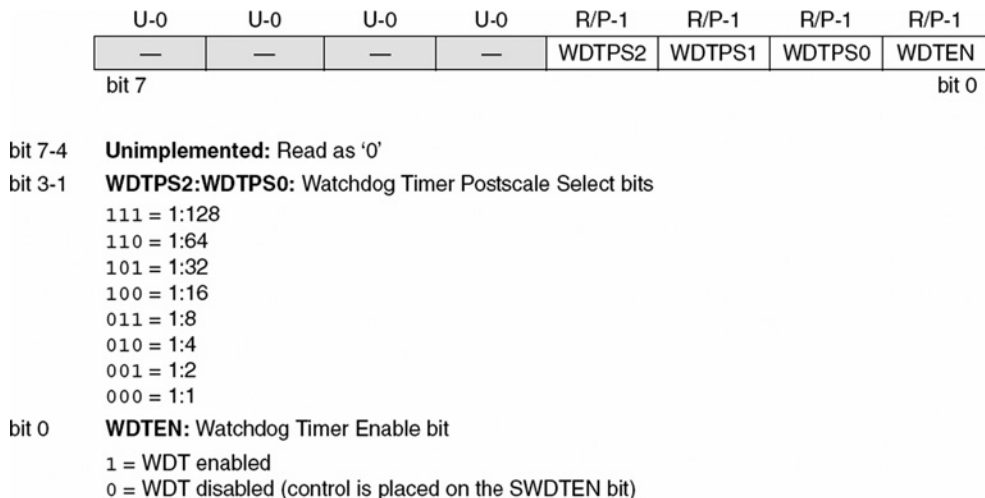 U-0 U-0 U-0 U-0 R/P-1 R/P-1 R/P-1 R/P-1
— — — — WDTPS2 WDTPS1 WDTPS0 WDTEN
bit 7 bit 0
bit 7-4 Unimplemented: Read as ‘0’
bit 3-1 WDTPS2:WDTPS0: Watchdog Timer Postscale Select bits
111 = 1:128
110 = 1:64
101 = 1:32
100 = 1:16
011 = 1:8
010 = 1:4
001 = 1:2
000 = 1:1
bit 0 WDTEN: Watchdog Timer Enable bit
1 = WDT enabled
0 = WDT disabled (control is placed on the SWDTEN bit)